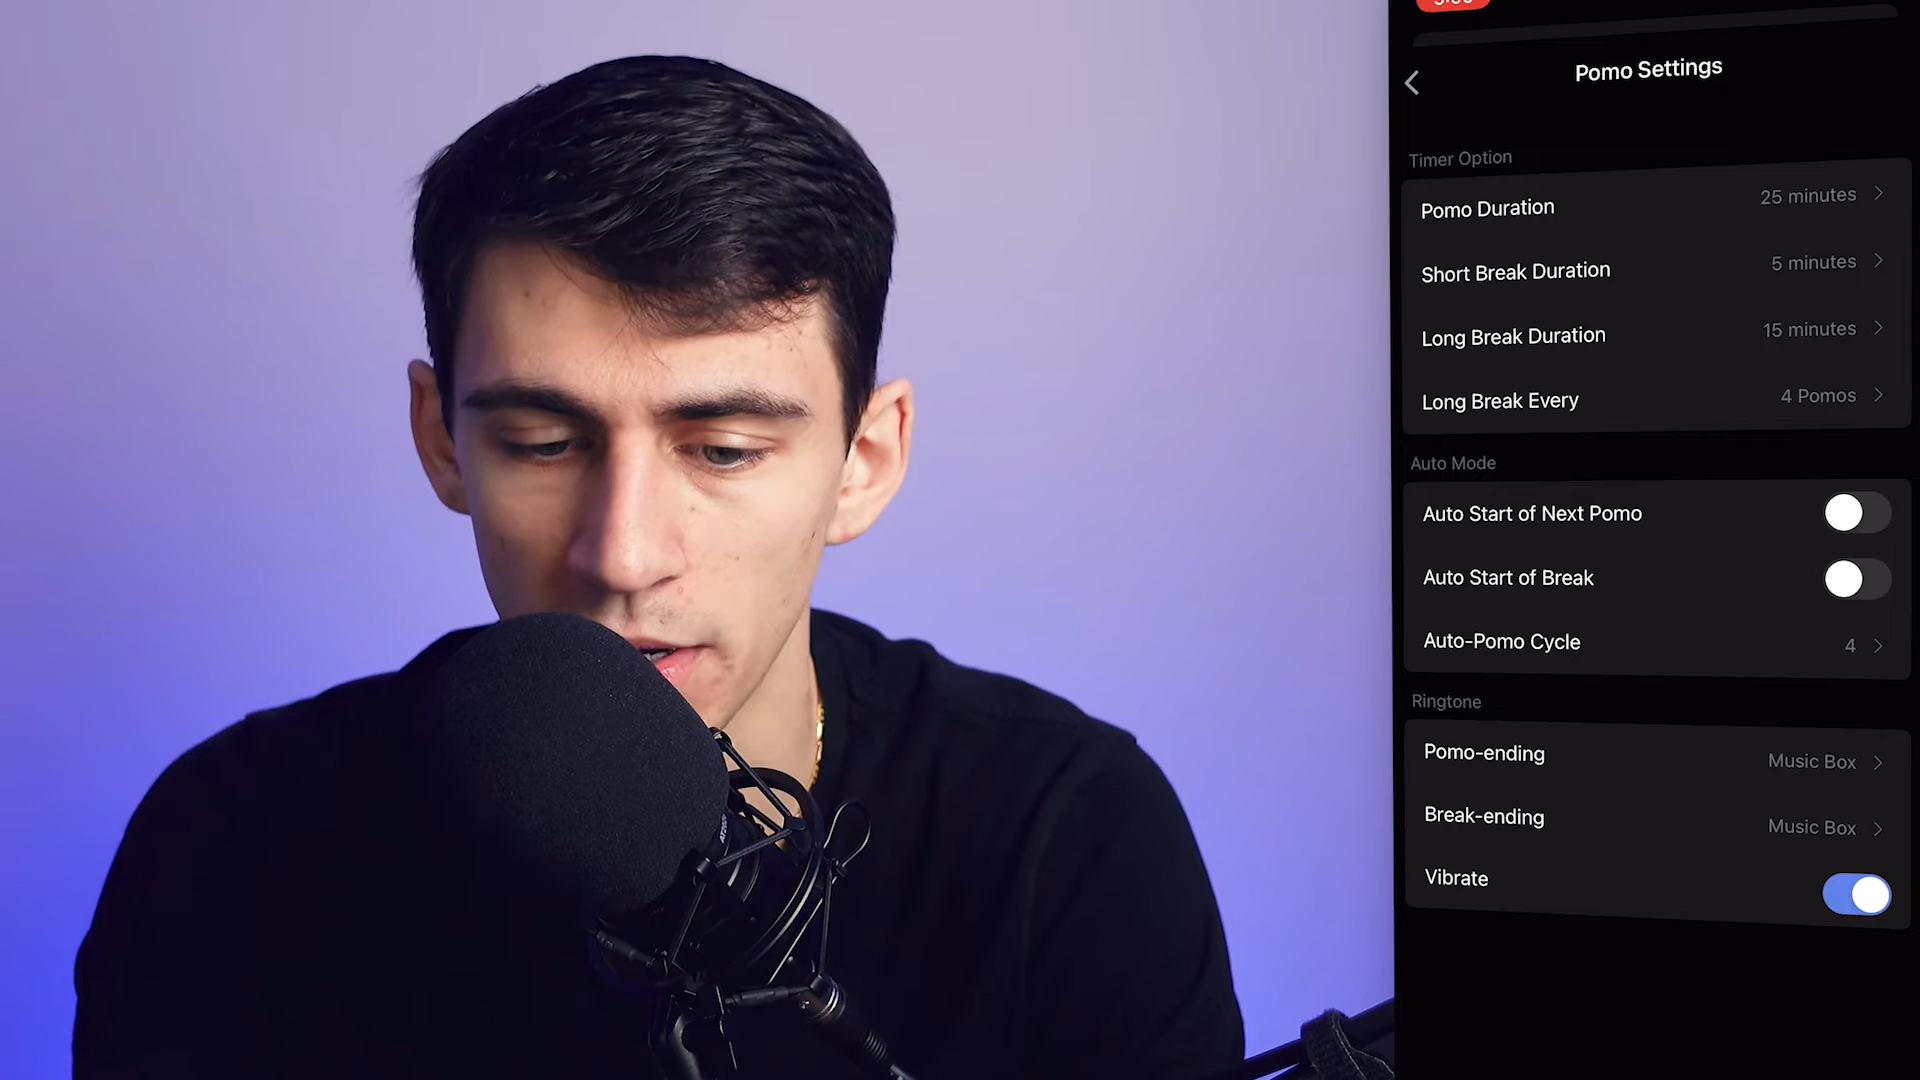 Pomo Settings
Timer Option
Pomo Duration 25 minutes
Short Break Duration 5 minutes
Long Break Duration 15 minutes
Long Break Every 4 Pomos
Auto Mode
Auto Start of Next Pomo
Auto Start of Break
Auto-Pomo Cycle 4
Ringtone
Pomo-ending Music Box
Break-ending Music Box
Vibrate